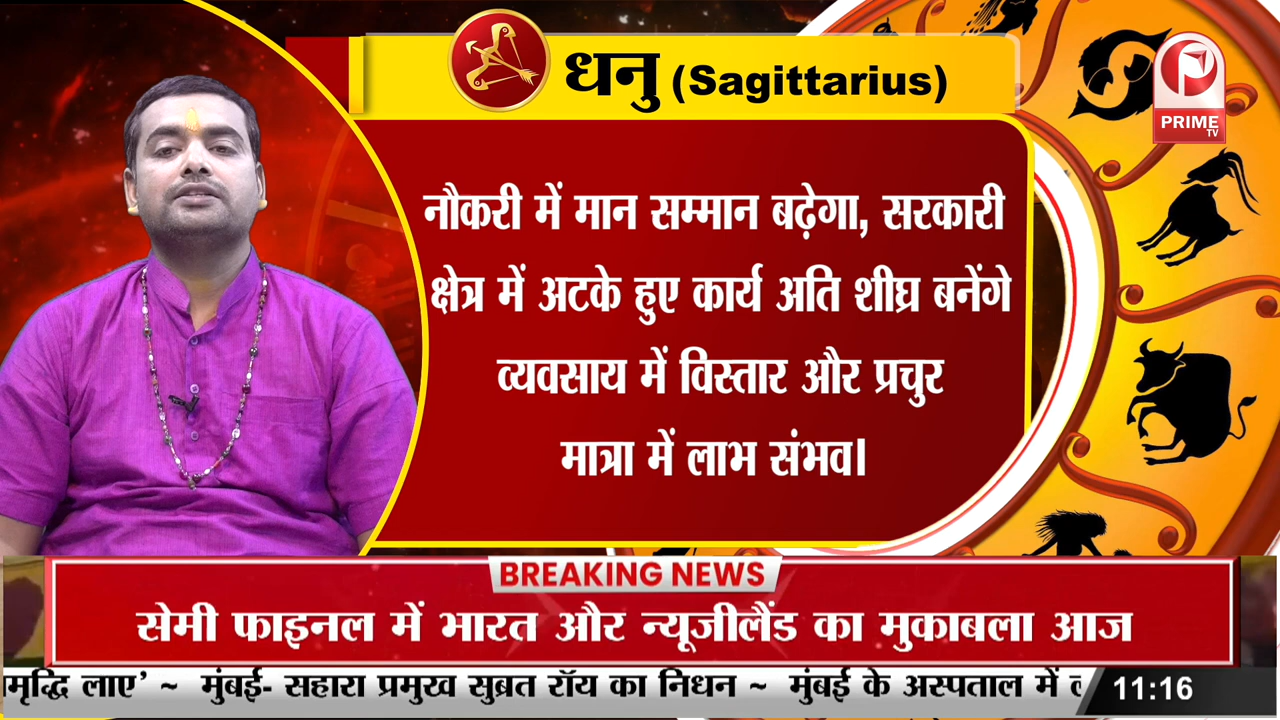 धनु (Sagittarius)
PRIME
TV
नौकरी में मान सम्मान बढ़ेगा, सरकारी
क्षेत्र में अटके हुए कार्य अति शीघ्र बनेंगे
व्यवसाय में विस्तार और प्रचुर
मात्रा में लाभ संभव।
BREAKING NEWS
सेमी फाइनल में भारत और न्यूजीलैंड का मुकाबला आज
लाए’ ~ मुंबई- सहारा प्रमुख सुब्रत रॉय का निधन ~ मुंबई के अस्पताल में
11:16